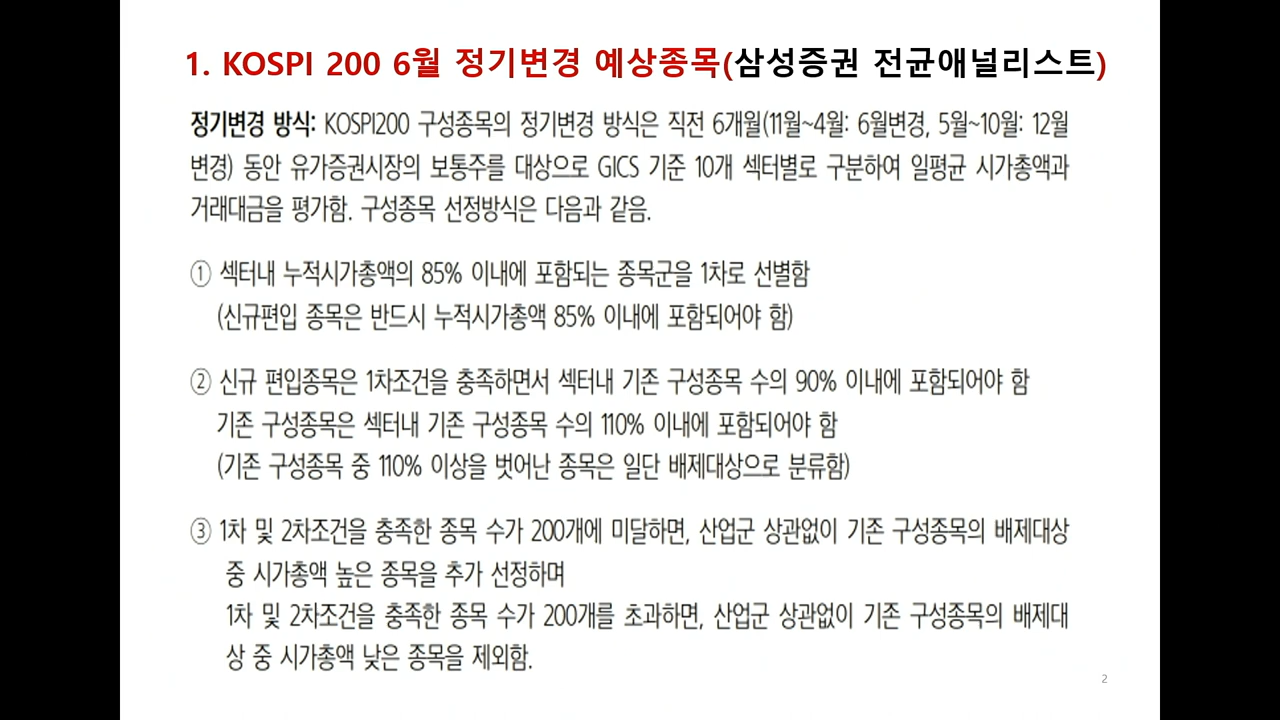 1. KOSPI 200 6월 정기변경 예상종목(삼성증권 전균애널리스트)
정기변경 방식: KOSPI200 구성종목의 정기변경 방식은 직전 6개월(11월~4월: 6월변경, 5월~10월: 12월
변경) 동안 유가증권시장의 보통주를 대상으로 GICS 기준 10개 섹터별로 구분하여 일평균 시가총액과
거래대금을 평가함. 구성종목 선정방식은 다음과 같음.
① 섹터내 누적시가총액의 85% 이내에 포함되는 종목군을 1차로 선별함
(신규편입 종목은 반드시 누적시가총액 85% 이내에 포함되어야 함)
② 신규 편입종목은 1차조건을 충족하면서 섹터내 기존 구성종목 수의 90% 이내에 포함되어야 함
기존 구성종목은 섹터내 기존 구성종목 수의 110% 이내에 포함되어야 함
(기존 구성종목 중 110% 이상을 벗어난 종목은 일단 배제대상으로 분류함)
③ 1차 및 2차조건을 충족한 종목 수가 200개에 미달하면, 산업군 상관없이 기존 구성종목의 배제대상
중 시가총액 높은 종목을 추가 선정하며
1차 및 2차조건을 충족한 종목 수가 200개를 초과하면, 산업군 상관없이 기존 구성종목의 배제대
상 중 시가총액 낮은 종목을 제외함.
2